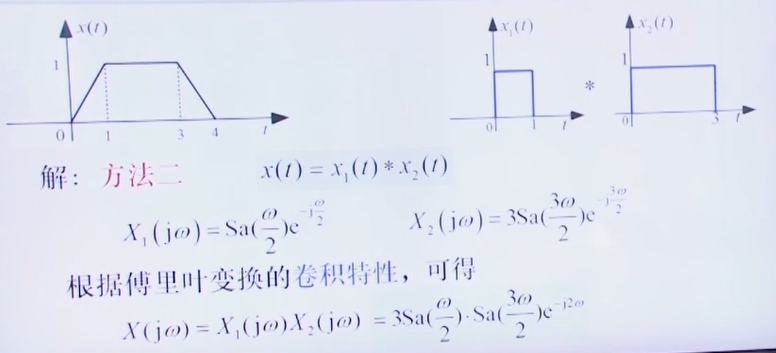 x(t)
1
0 1 3 4 t
x₁(t)
1
0 1 t
*
x₂(t)
1
0 3 t
解：方法二 x(t) = x₁(t) * x₂(t)
X₁(jω) = Sa(ω/2)e^(-jω/2) X₂(jω) = 3Sa(3ω/2)e^(-j3ω/2)
根据傅里叶变换的卷积特性，可得
X(jω) = X₁(jω)X₂(jω) = 3Sa(ω/2)·Sa(3ω/2)e^(-j2ω)